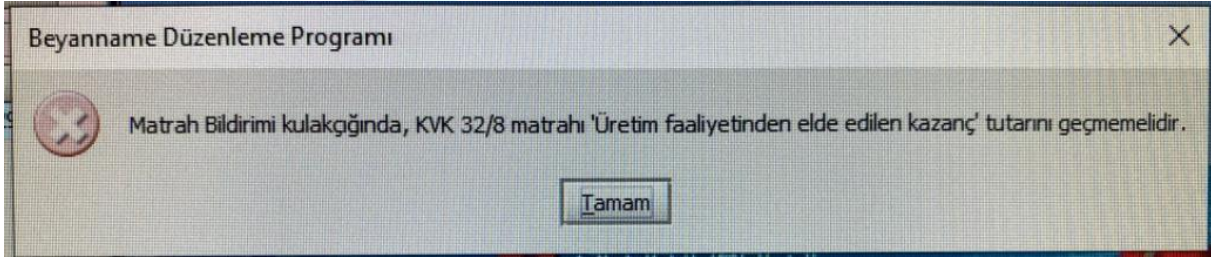 Beyanname Düzenleme Programı
Matrah Bildirimi kulakçığında, KVK 32/8 matrahı 'Üretim faaliyetinden elde edilen kazanç' tutarını geçmemelidir.
Tamam